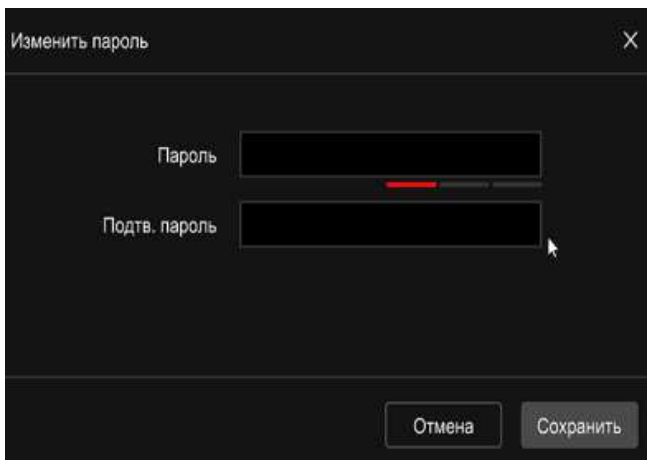 Изменить пароль
Пароль
Подтв. пароль
Отмена Сохранить